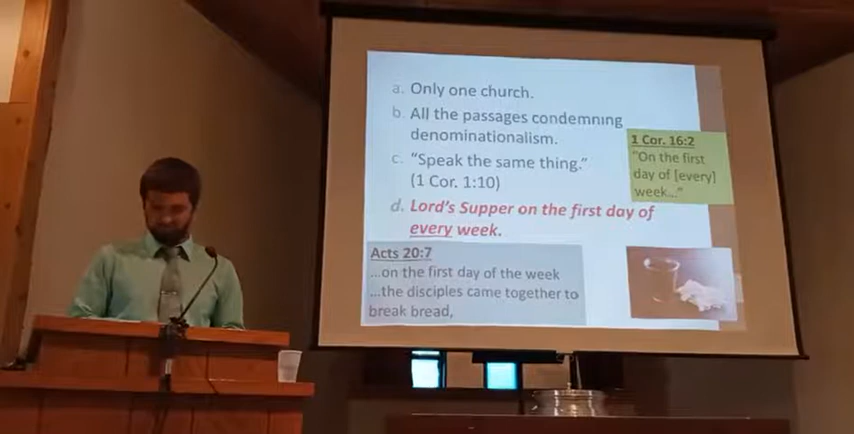 a. Only one church.
b. All the passages condemning
denominationalism.
c. “Speak the same thing.”
(1 Cor. 1:10)
d. Lord’s Supper on the first day of
every week.
1 Cor. 16:2
“On the first
day of [every]
week...”
Acts 20:7
...on the first day of the week
...the disciples came together to
break bread,